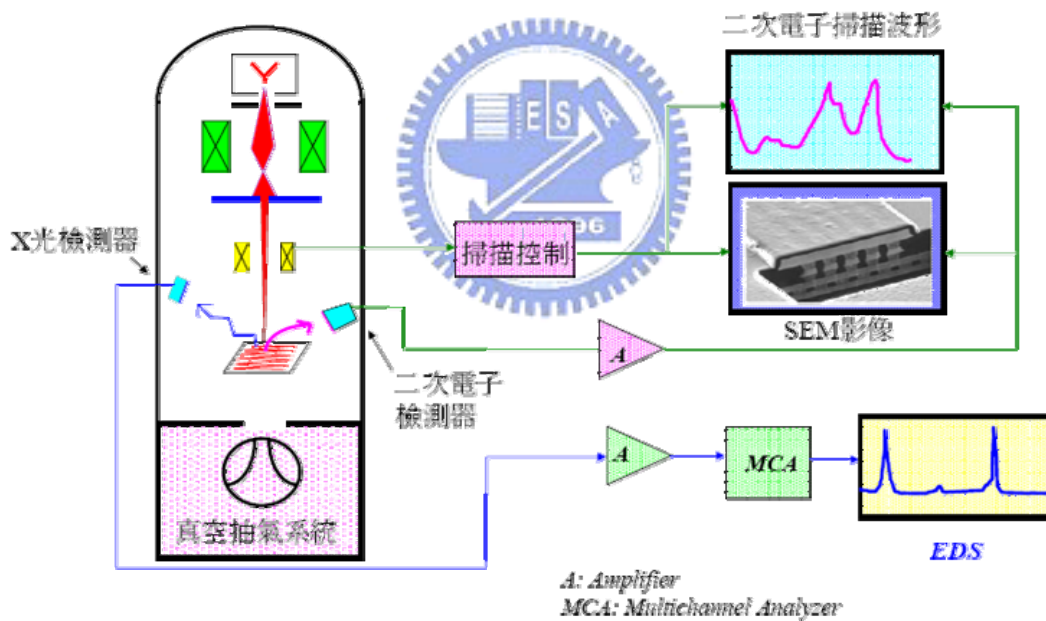 二次電子掃描波形
E S A
1896
X光檢測器
掃描控制
SEM影像
A
二次電子
檢測器
A
MCA
真空抽氣系統
EDS
A: Amplifier
MCA: Multichannel Analyzer